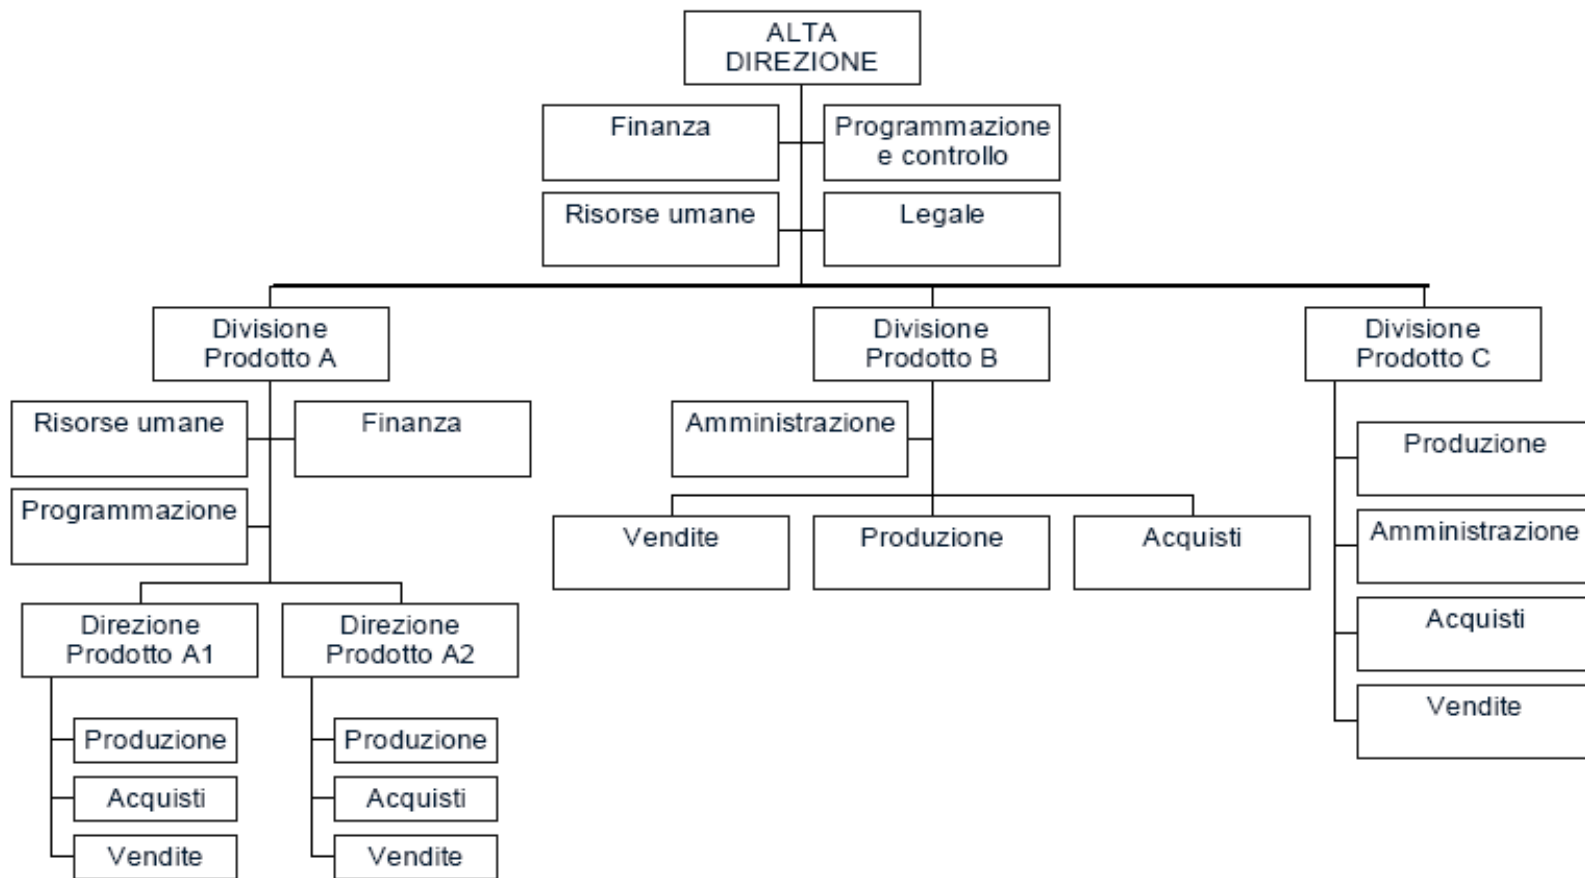 ALTA
DIREZIONE
Finanza
Programmazione
e controllo
Risorse umane
Legale
Divisione
Prodotto A
Divisione
Prodotto B
Divisione
Prodotto C
Risorse umane
Finanza
Programmazione
Direzione
Prodotto A1
Direzione
Prodotto A2
Produzione
Acquisti
Vendite
Produzione
Acquisti
Vendite
Amministrazione
Vendite
Produzione
Acquisti
Produzione
Amministrazione
Acquisti
Vendite